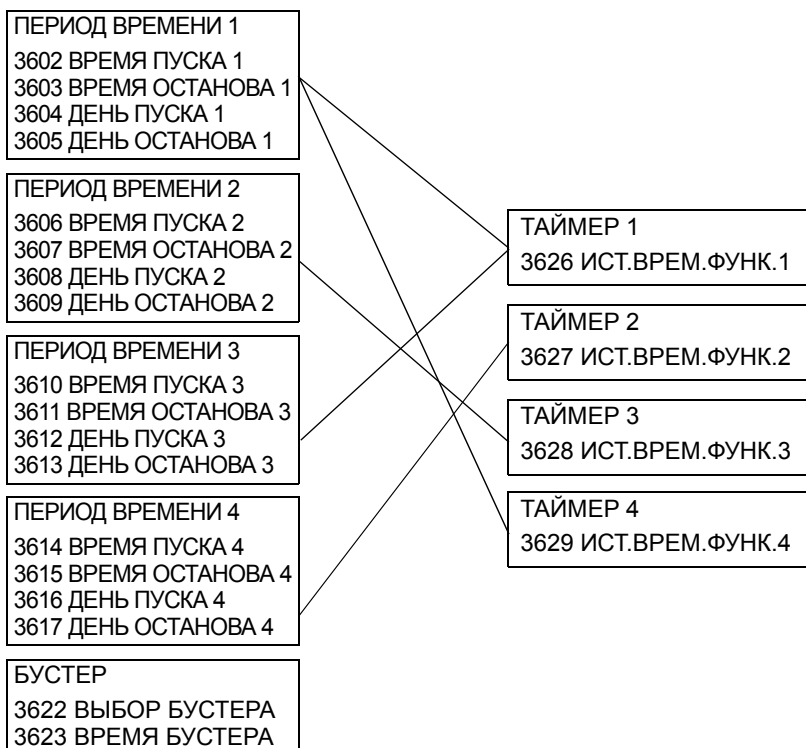 ПЕРИОД ВРЕМЕНИ 1
3602 ВРЕМЯ ПУСКА 1
3603 ВРЕМЯ ОСТАНОВА 1
3604 ДЕНЬ ПУСКА 1
3605 ДЕНЬ ОСТАНОВА 1
ПЕРИОД ВРЕМЕНИ 2
3606 ВРЕМЯ ПУСКА 2
3607 ВРЕМЯ ОСТАНОВА 2
3608 ДЕНЬ ПУСКА 2
3609 ДЕНЬ ОСТАНОВА 2
ПЕРИОД ВРЕМЕНИ 3
3610 ВРЕМЯ ПУСКА 3
3611 ВРЕМЯ ОСТАНОВА 3
3612 ДЕНЬ ПУСКА 3
3613 ДЕНЬ ОСТАНОВА 3
ПЕРИОД ВРЕМЕНИ 4
3614 ВРЕМЯ ПУСКА 4
3615 ВРЕМЯ ОСТАНОВА 4
3616 ДЕНЬ ПУСКА 4
3617 ДЕНЬ ОСТАНОВА 4
БУСТЕР
3622 ВЫБОР БУСТЕРА
3623 ВРЕМЯ БУСТЕРА
ТАЙМЕР 1
3626 ИСТ.ВРЕМ.ФУНК.1
ТАЙМЕР 2
3627 ИСТ.ВРЕМ.ФУНК.2
ТАЙМЕР 3
3628 ИСТ.ВРЕМ.ФУНК.3
ТАЙМЕР 4
3629 ИСТ.ВРЕМ.ФУНК.4